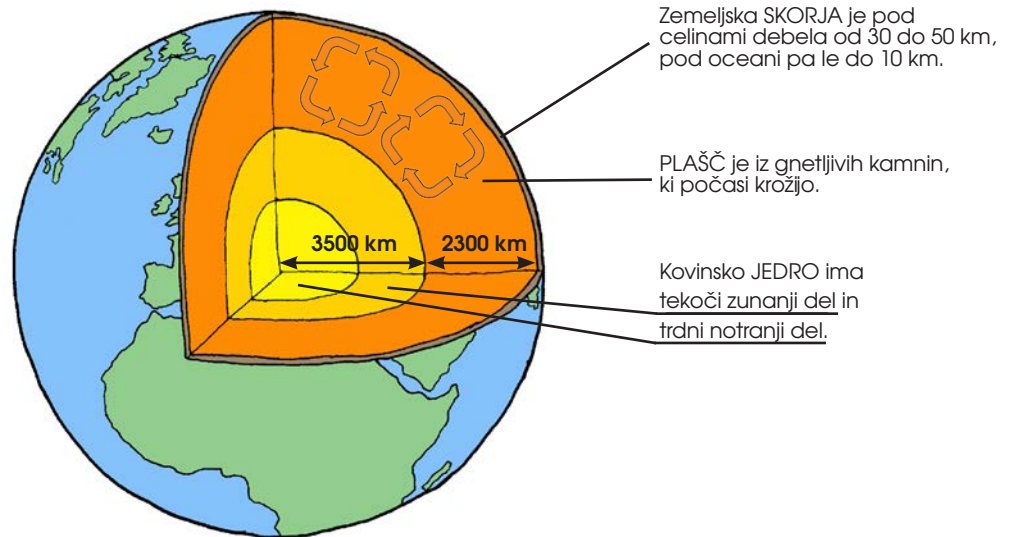 Zemeljska SKORJA je pod
celinami debela od 30 do 50 km,
pod oceani pa le do 10 km.
PLAŠČ je iz gnetljivih kamnin,
ki počasi krožijo.
3500 km
2300 km
Kovinsko JEDRO ima
tekoči zunanji del in
trdni notranji del.